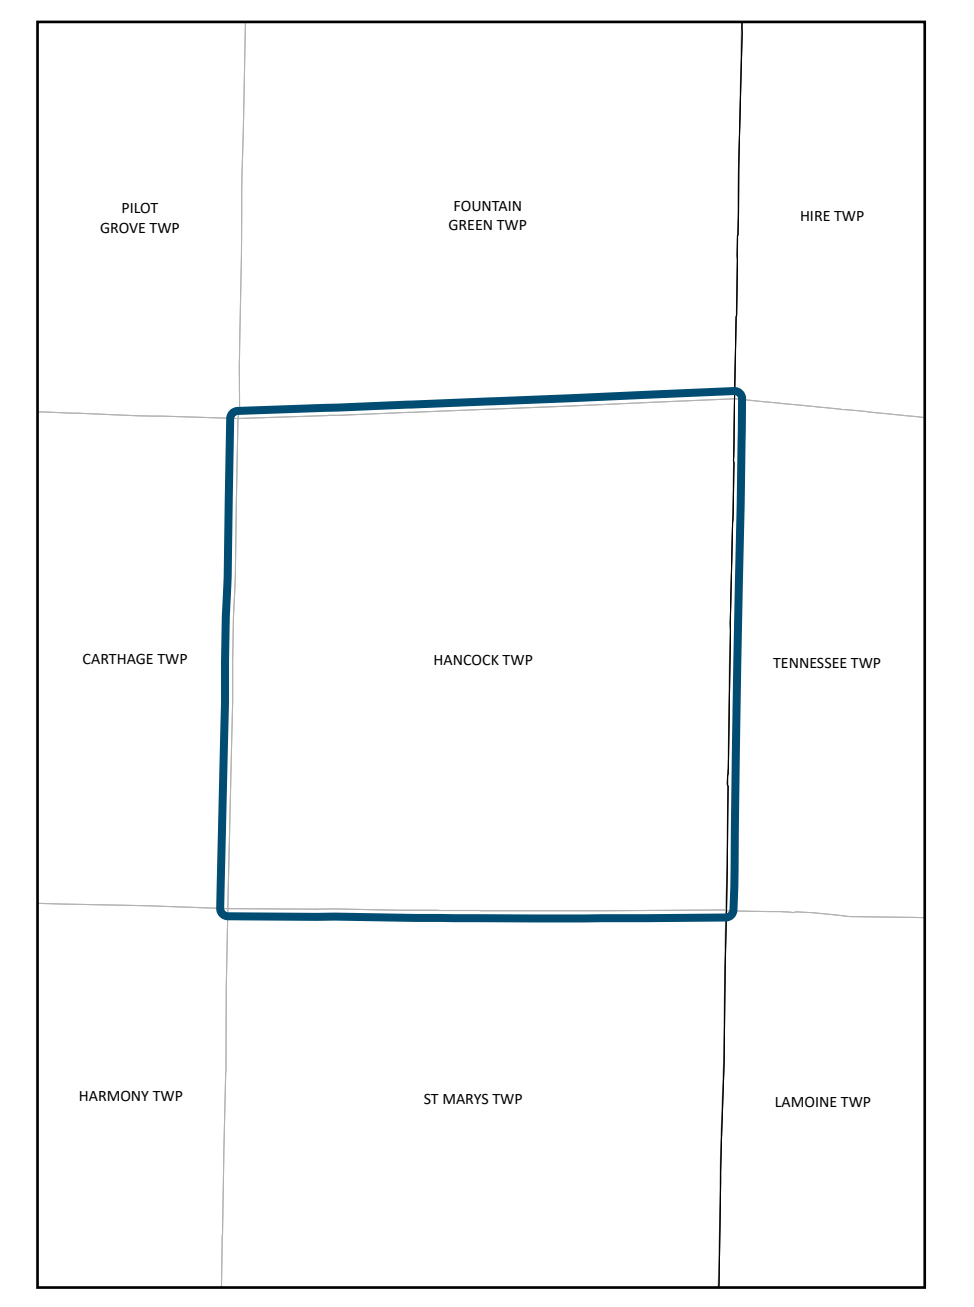 PILOT
GROVE TWP
FOUNTAIN
GREEN TWP
HIRE TWP
CARTHAGE TWP
HANCOCK TWP
TENNESSEE TWP
HARMONY TWP
ST MARYS TWP
LAMOINE TWP